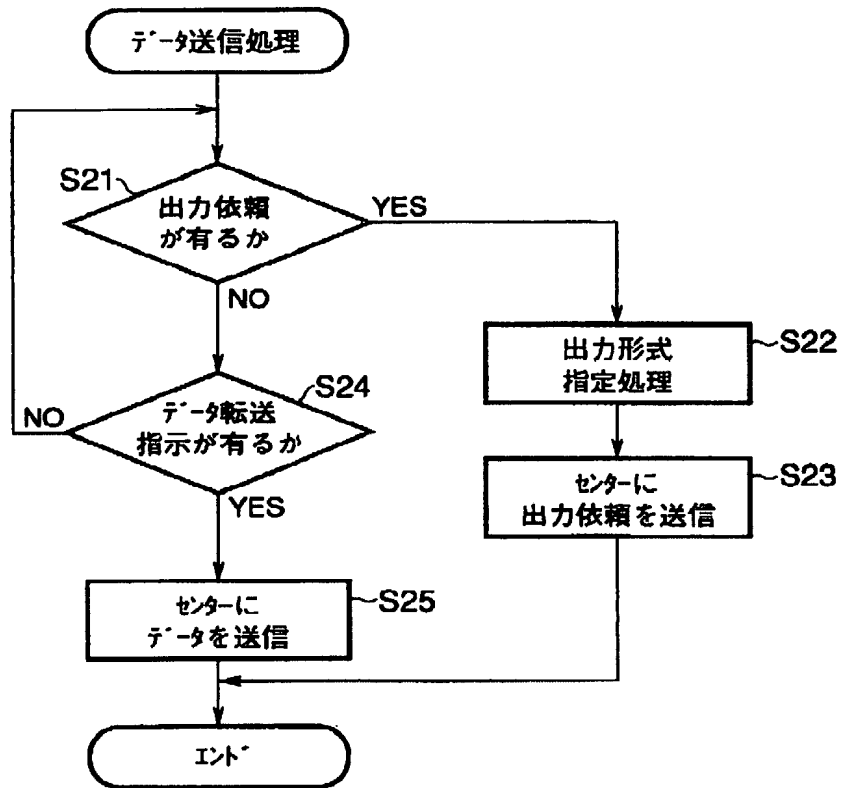 データ送信処理
S21
出力依頼
が有るか
YES
NO
S22
出力形式
指定処理
S24
データ転送
指示が有るか
NO
YES
S23
センターに
出力依頼を送信
S25
センターに
データを送信
エンド